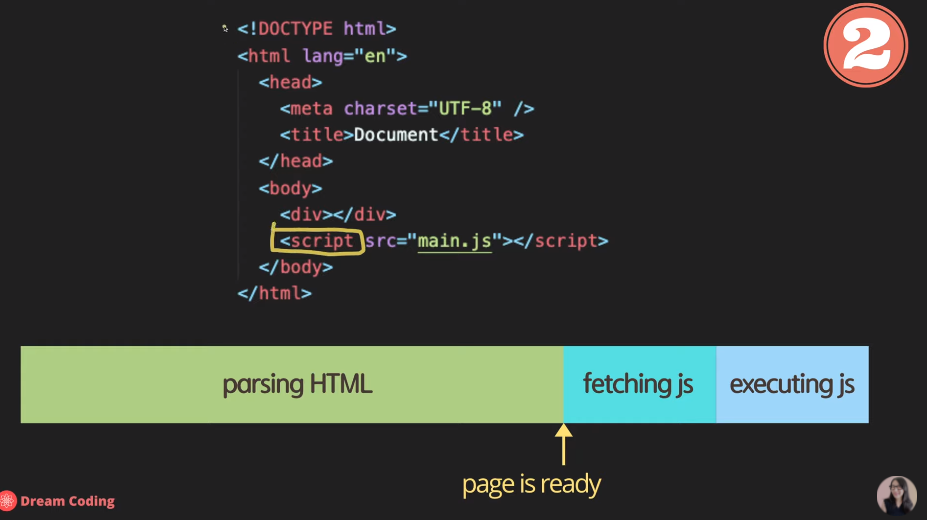 2
<!DOCTYPE html>
<html lang="en">
<head>
<meta charset="UTF-8" />
<title>Document</title>
</head>
<body>
<div></div>
<script src="main.js"></script>
</body>
</html>
parsing HTML fetching js executing js
page is ready
Dream Coding